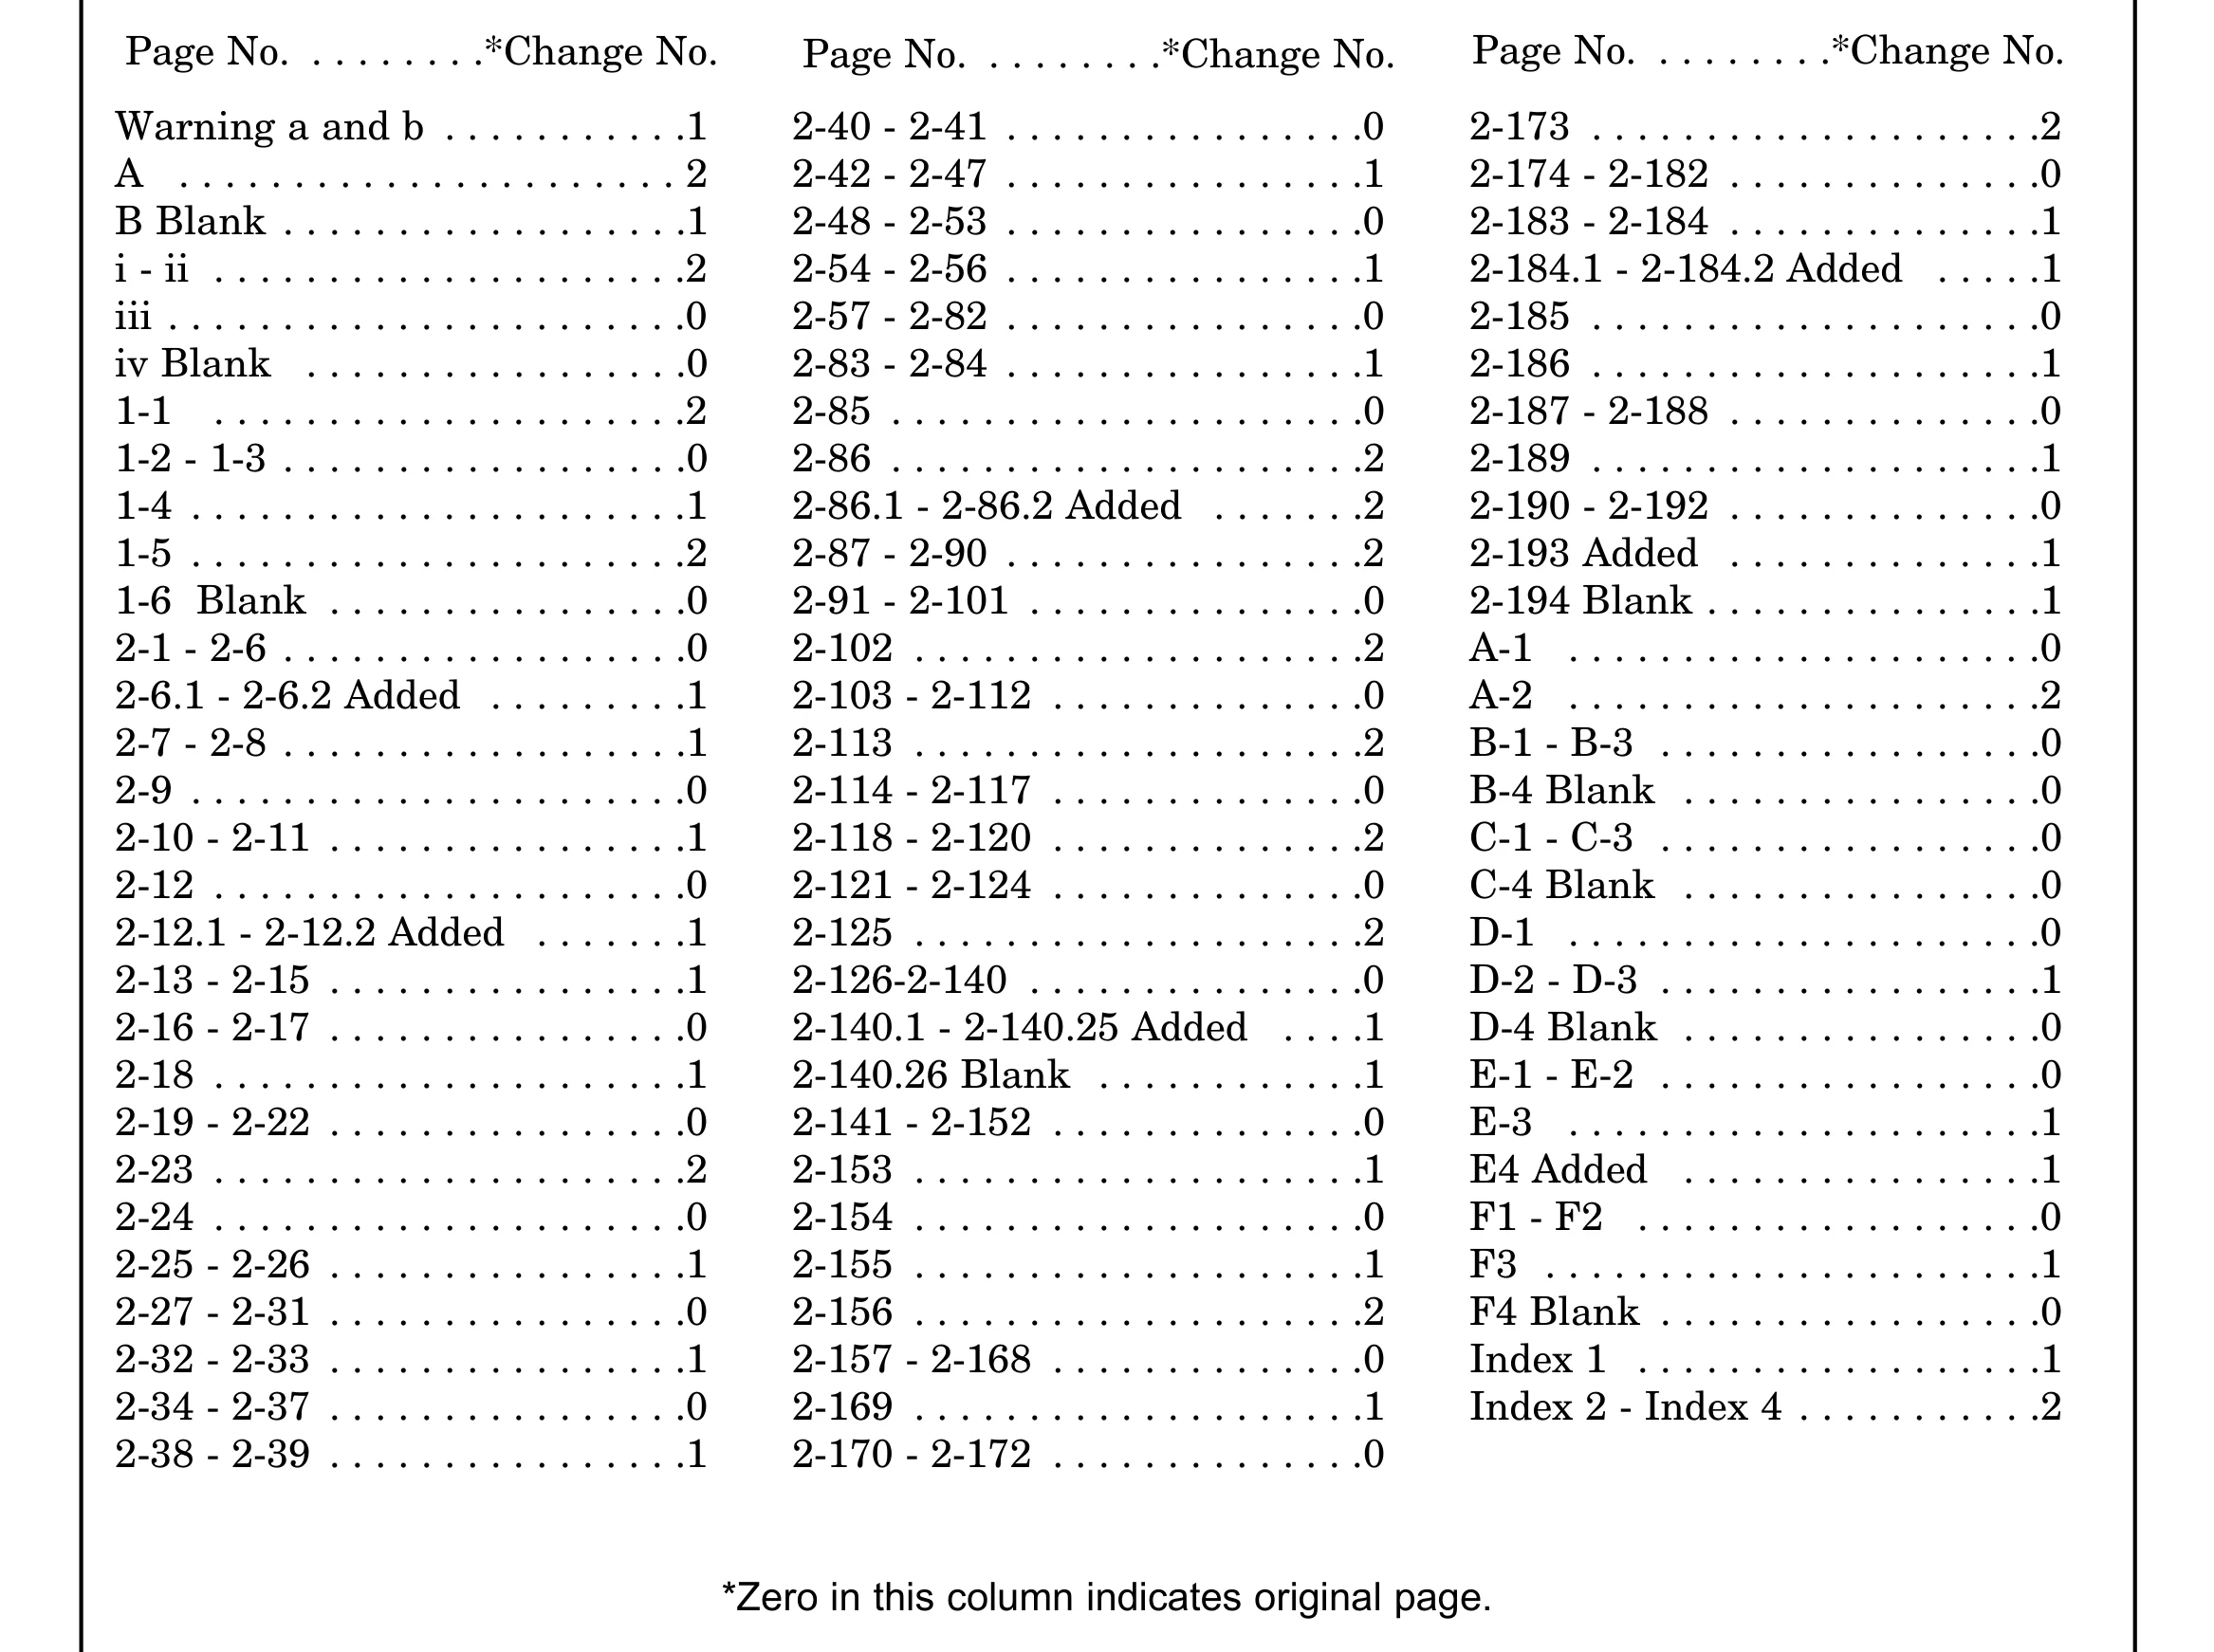 Page No. . . . . . . . .*Change No.
Warning a and b . . . . . . . . . . .1
A . . . . . . . . . . . . . . . . . . . . . . 2
B Blank . . . . . . . . . . . . . . . . . .1
i - ii . . . . . . . . . . . . . . . . . . . . .2
iii . . . . . . . . . . . . . . . . . . . . . . .0
iv Blank . . . . . . . . . . . . . . . . .0
1-1 . . . . . . . . . . . . . . . . . . . . .2
1-2 - 1-3 . . . . . . . . . . . . . . . . . .0
1-4 . . . . . . . . . . . . . . . . . . . . . .1
1-5 . . . . . . . . . . . . . . . . . . . . . .2
1-6 Blank . . . . . . . . . . . . . . . .0
2-1 - 2-6 . . . . . . . . . . . . . . . . . .0
2-6.1 - 2-6.2 Added . . . . . . . . .1
2-7 - 2-8 . . . . . . . . . . . . . . . . . .1
2-9 . . . . . . . . . . . . . . . . . . . . . .0
2-10 - 2-11 . . . . . . . . . . . . . . . .1
2-12 . . . . . . . . . . . . . . . . . . . . .0
2-12.1 - 2-12.2 Added . . . . . . .1
2-13 - 2-15 . . . . . . . . . . . . . . . .1
2-16 - 2-17 . . . . . . . . . . . . . . . .0
2-18 . . . . . . . . . . . . . . . . . . . . .1
2-19 - 2-22 . . . . . . . . . . . . . . . .0
2-23 . . . . . . . . . . . . . . . . . . . . .2
2-24 . . . . . . . . . . . . . . . . . . . . .0
2-25 - 2-26 . . . . . . . . . . . . . . . .1
2-27 - 2-31 . . . . . . . . . . . . . . . .0
2-32 - 2-33 . . . . . . . . . . . . . . . .1
2-34 - 2-37 . . . . . . . . . . . . . . . .0
2-38 - 2-39 . . . . . . . . . . . . . . . .1
Page No. . . . . . . . .*Change No.
2-40 - 2-41 . . . . . . . . . . . . . . . .0
2-42 - 2-47 . . . . . . . . . . . . . . . .1
2-48 - 2-53 . . . . . . . . . . . . . . . .0
2-54 - 2-56 . . . . . . . . . . . . . . . .1
2-57 - 2-82 . . . . . . . . . . . . . . . .0
2-83 - 2-84 . . . . . . . . . . . . . . . .1
2-85 . . . . . . . . . . . . . . . . . . . . .0
2-86 . . . . . . . . . . . . . . . . . . . . .2
2-86.1 - 2-86.2 Added . . . . . . .2
2-87 - 2-90 . . . . . . . . . . . . . . . .2
2-91 - 2-101 . . . . . . . . . . . . . . .0
2-102 . . . . . . . . . . . . . . . . . . . .2
2-103 - 2-112 . . . . . . . . . . . . . .0
2-113 . . . . . . . . . . . . . . . . . . . .2
2-114 - 2-117 . . . . . . . . . . . . . .0
2-118 - 2-120 . . . . . . . . . . . . . .2
2-121 - 2-124 . . . . . . . . . . . . . .0
2-125 . . . . . . . . . . . . . . . . . . . .2
2-126-2-140 . . . . . . . . . . . . . . .0
2-140.1 - 2-140.25 Added . . . .1
2-140.26 Blank . . . . . . . . . . . .1
2-141 - 2-152 . . . . . . . . . . . . . .0
2-153 . . . . . . . . . . . . . . . . . . . .1
2-154 . . . . . . . . . . . . . . . . . . . .0
2-155 . . . . . . . . . . . . . . . . . . . .1
2-156 . . . . . . . . . . . . . . . . . . . .2
2-157 - 2-168 . . . . . . . . . . . . . .0
2-169 . . . . . . . . . . . . . . . . . . . .1
2-170 - 2-172 . . . . . . . . . . . . . .0
Page No. . . . . . . . .*Change No.
2-173 . . . . . . . . . . . . . . . . . . . .2
2-174 - 2-182 . . . . . . . . . . . . . .0
2-183 - 2-184 . . . . . . . . . . . . . .1
2-184.1 - 2-184.2 Added . . . . .1
2-185 . . . . . . . . . . . . . . . . . . . .0
2-186 . . . . . . . . . . . . . . . . . . . .1
2-187 - 2-188 . . . . . . . . . . . . . .0
2-189 . . . . . . . . . . . . . . . . . . . .1
2-190 - 2-192 . . . . . . . . . . . . . .0
2-193 Added . . . . . . . . . . . . . .1
2-194 Blank . . . . . . . . . . . . . . .1
A-1 . . . . . . . . . . . . . . . . . . . . .0
A-2 . . . . . . . . . . . . . . . . . . . . .2
B-1 - B-3 . . . . . . . . . . . . . . . . .0
B-4 Blank . . . . . . . . . . . . . . . .0
C-1 - C-3 . . . . . . . . . . . . . . . . .0
C-4 Blank . . . . . . . . . . . . . . . .0
D-1 . . . . . . . . . . . . . . . . . . . . .0
D-2 - D-3 . . . . . . . . . . . . . . . . .1
D-4 Blank . . . . . . . . . . . . . . . .0
E-1 - E-2 . . . . . . . . . . . . . . . . .0
E-3 . . . . . . . . . . . . . . . . . . . . .1
E4 Added . . . . . . . . . . . . . . . .1
F1 - F2 . . . . . . . . . . . . . . . . . .0
F3 . . . . . . . . . . . . . . . . . . . . . .1
F4 Blank . . . . . . . . . . . . . . . . .0
Index 1 . . . . . . . . . . . . . . . . . .1
Index 2 - Index 4 . . . . . . . . . . .2
*Zero in this column indicates original page.